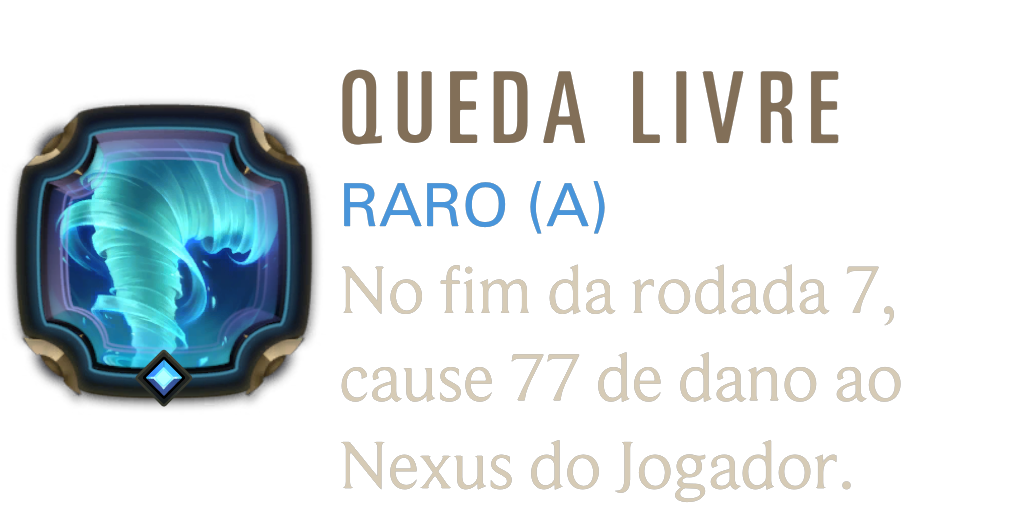 QUEDA LIVRE
RARO (A)
No fim da rodada 7,
cause 77 de dano ao
Nexus do Jogador.